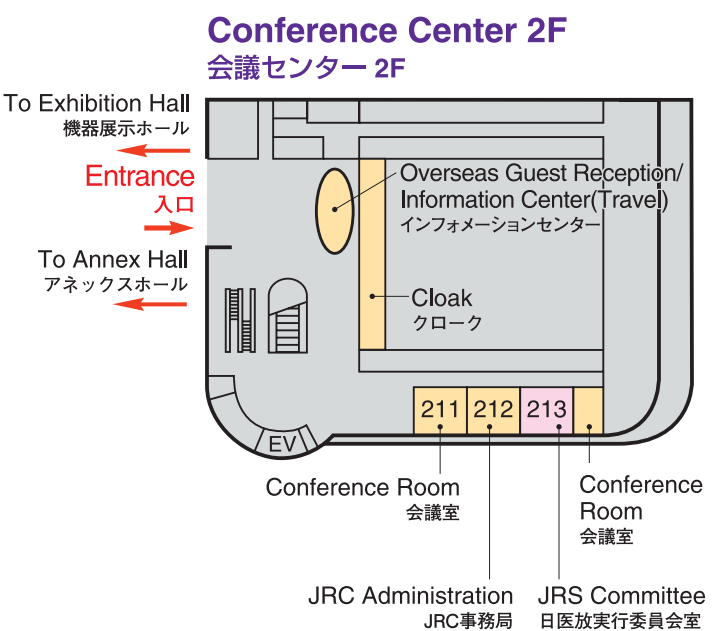 Conference Center 2F
会議センター 2F
To Exhibition Hall
機器展示ホール
Entrance
入口
To Annex Hall
アネックスホール
Overseas Guest Reception/
Information Center(Travel)
インフォメーションセンター
Cloak
クローク
211
212
213
EV
Conference Room
会議室
Conference
Room
会議室
JRC Administration
JRC事務局
JRS Committee
日医放実行委員会室